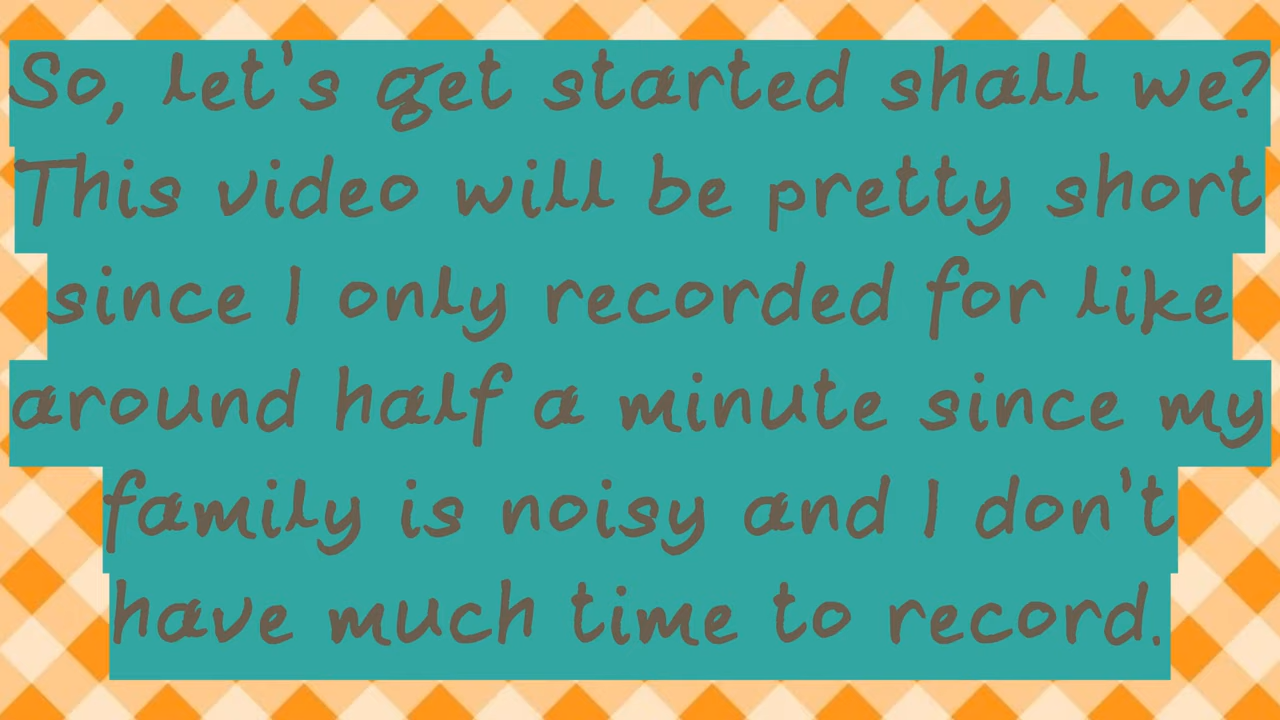 So, let's get started shall we?
This video will be pretty short
since I only recorded for like
around half a minute since my
family is noisy and I don't
have much time to record.